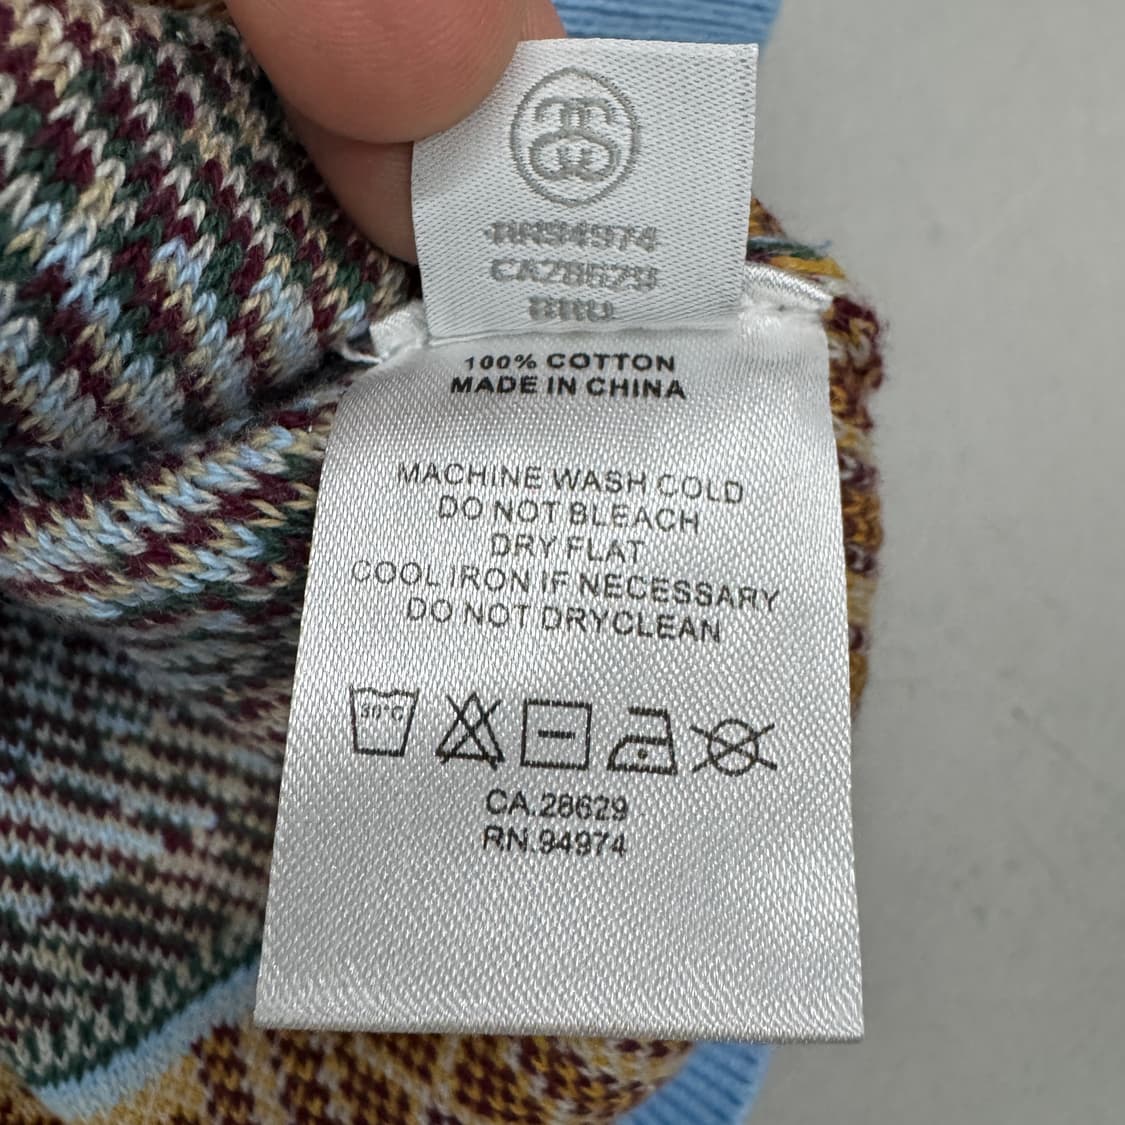 RN94974
CA28629
100% COTTON
MADE IN CHINA
MACHINE WASH COLD
DO NOT BLEACH
DRY FLAT
COOL IRON IF NECESSARY
DO NOT DRYCLEAN
30°C
CA.28629
RN.94974